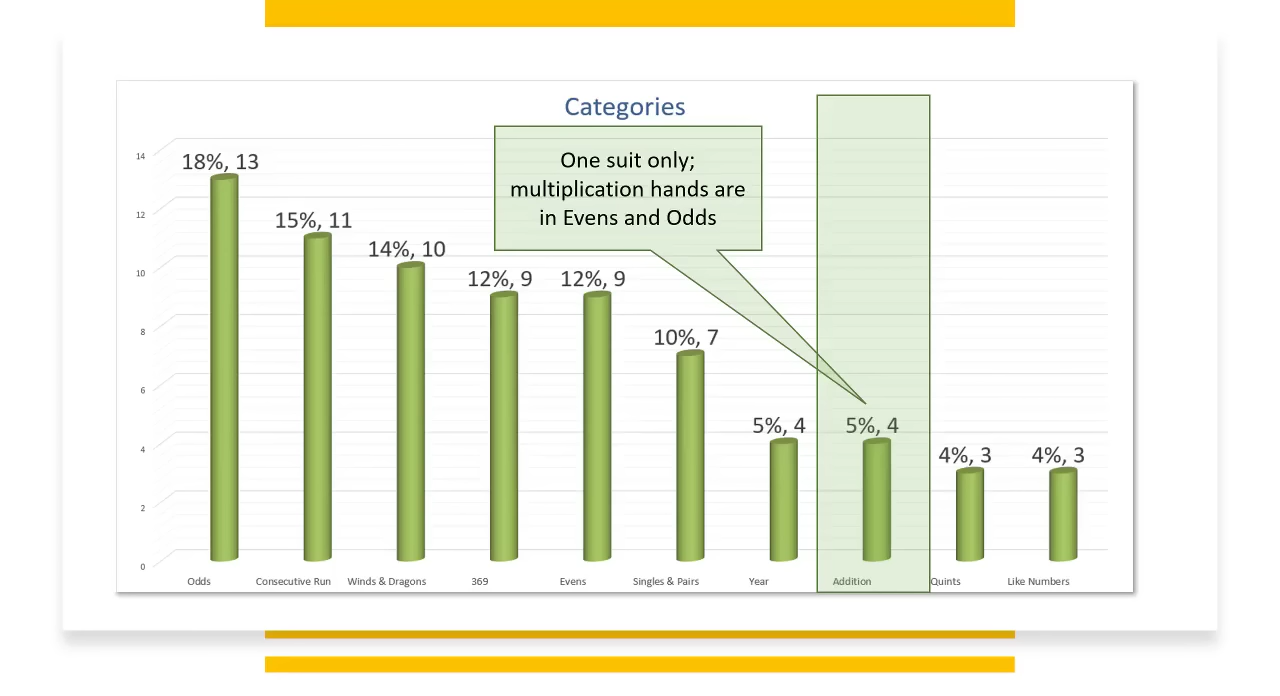 Categories
One suit only;
multiplication hands are
in Evens and Odds
14
12
10
8
6
4
2
0
18%, 13
15%, 11
14%, 10
12%, 9
12%, 9
10%, 7
5%, 4
5%, 4
4%, 3
4%, 3
Odds
Consecutive Run
Winds & Dragons
369
Evens
Singles & Pairs
Year
Addition
Quints
Like Numbers